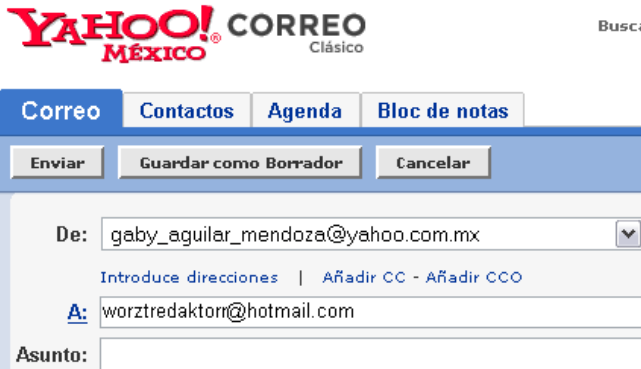 YAHOO! CORREO
MÉXICO Clásico
Correo Contactos Agenda Bloc de notas
Enviar Guardar como Borrador Cancelar
De: gaby_aguilar_mendoza@yahoo.com.mx
Introduce direcciones | Añadir CC - Añadir CCO
A: worztredaktorr@hotmail.com
Asunto: